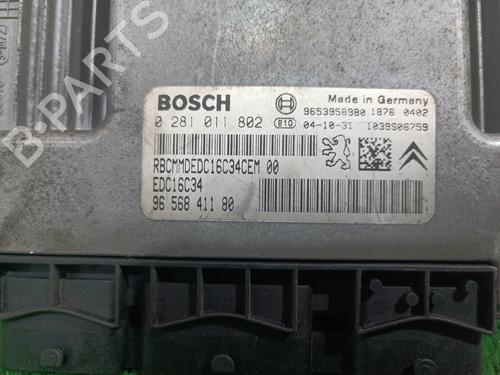 BOSCH
Made in Germany
9653958980 1876 0402
0 281 011 802
810
04-10-31 1039S06759
RBCMMDEDC16C34CEM 00
EDC16C34
96 568 411 80
B-PARTS